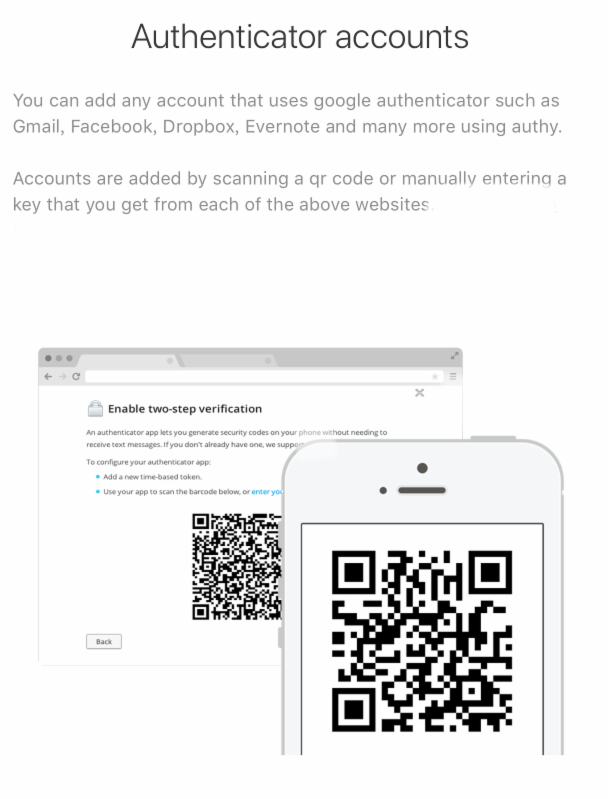 Authenticator accounts
You can add any account that uses google authenticator such as
Gmail, Facebook, Dropbox, Evernote and many more using authy.
Accounts are added by scanning a qr code or manually entering a
key that you get from each of the above websites.
Enable two-step verification
An authenticator app lets you generate security codes on your phone without needing to
receive text messages. If you don't already have one, we support
To configure your authenticator app:
Add a new time-based token.
Use your app to scan the barcode below, or enter you
Back